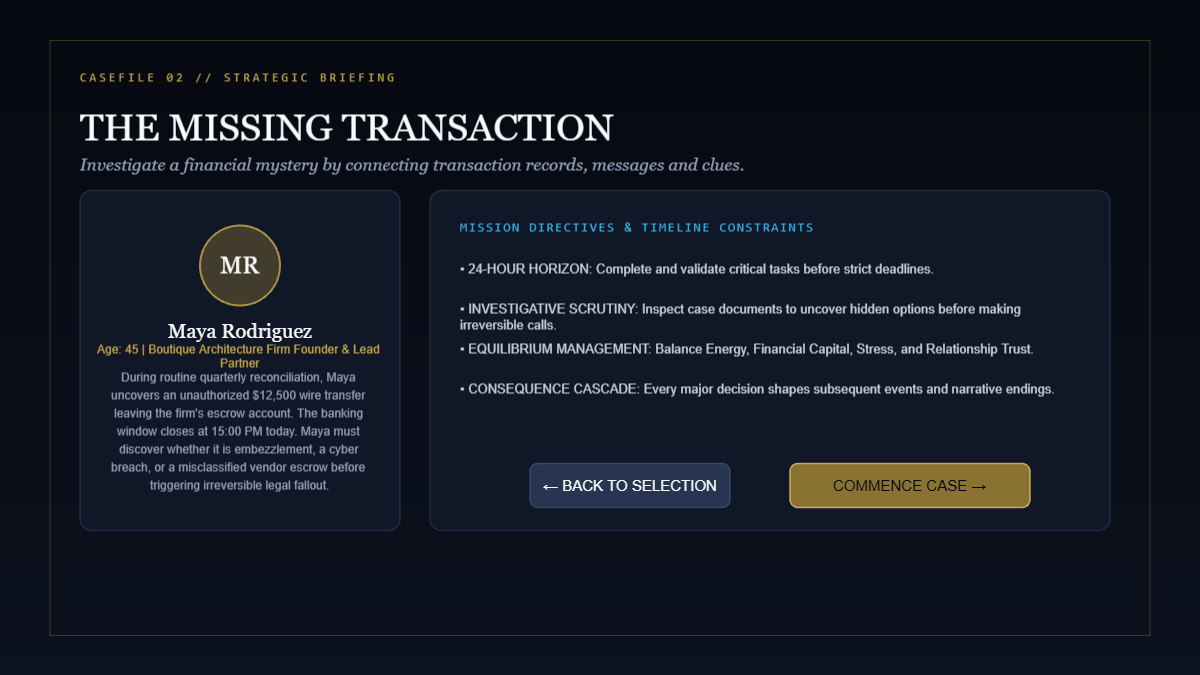 CASEFILE 02 // STRATEGIC BRIEFING
THE MISSING TRANSACTION
Investigate a financial mystery by connecting transaction records, messages and clues.
MR
Maya Rodriguez
Age: 45 | Boutique Architecture Firm Founder & Lead
Partner
During routine quarterly reconciliation, Maya
uncovers an unauthorized $12,500 wire transfer
leaving the firm's escrow account. The banking
window closes at 15:00 PM today. Maya must
discover whether it is embezzlement, a cyber
breach, or a misclassified vendor escrow before
triggering irreversible legal fallout.
MISSION DIRECTIVES & TIMELINE CONSTRAINTS
• 24-HOUR HORIZON: Complete and validate critical tasks before strict deadlines.
• INVESTIGATIVE SCRUTINY: Inspect case documents to uncover hidden options before making
irreversible calls.
• EQUILIBRIUM MANAGEMENT: Balance Energy, Financial Capital, Stress, and Relationship Trust.
• CONSEQUENCE CASCADE: Every major decision shapes subsequent events and narrative endings.
← BACK TO SELECTION
COMMENCE CASE →